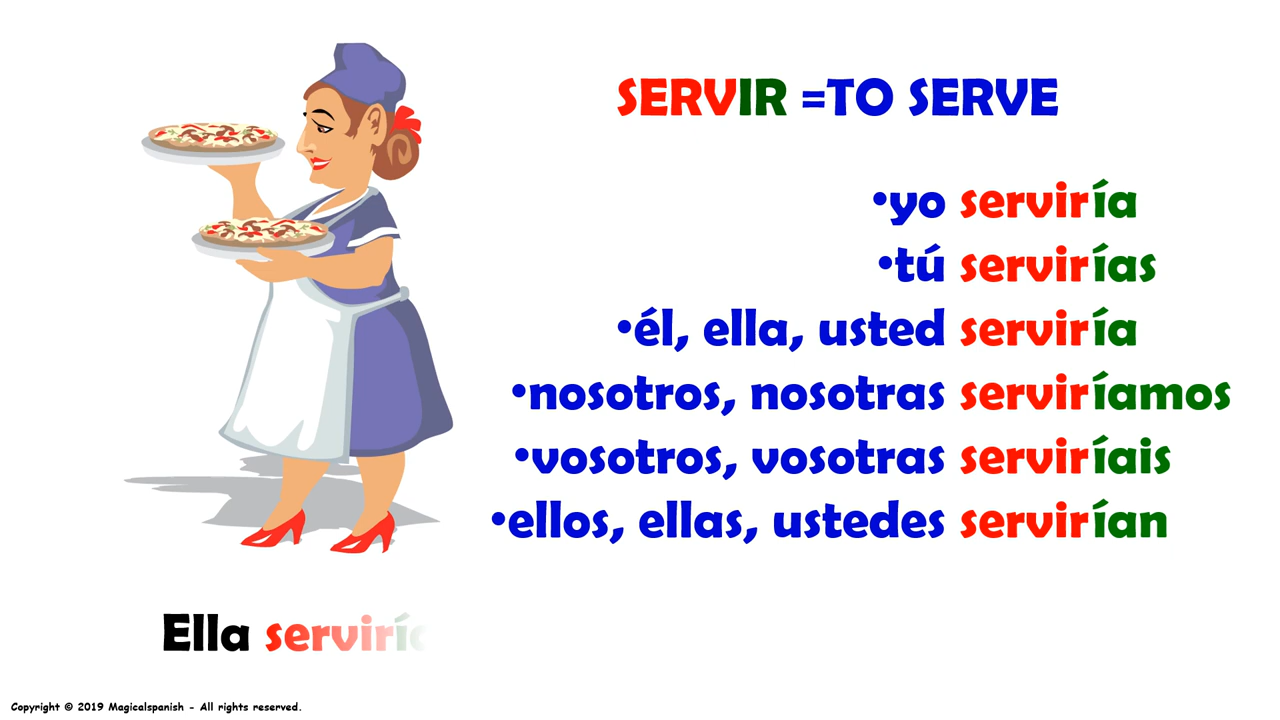 SERVIR =TO SERVE
•yo serviría
•tú servirías
•él, ella, usted serviría
•nosotros, nosotras serviríamos
•vosotros, vosotras serviríais
•ellos, ellas, ustedes servirían
Ella serviría
Copyright © 2019 Magicalspanish - All rights reserved.